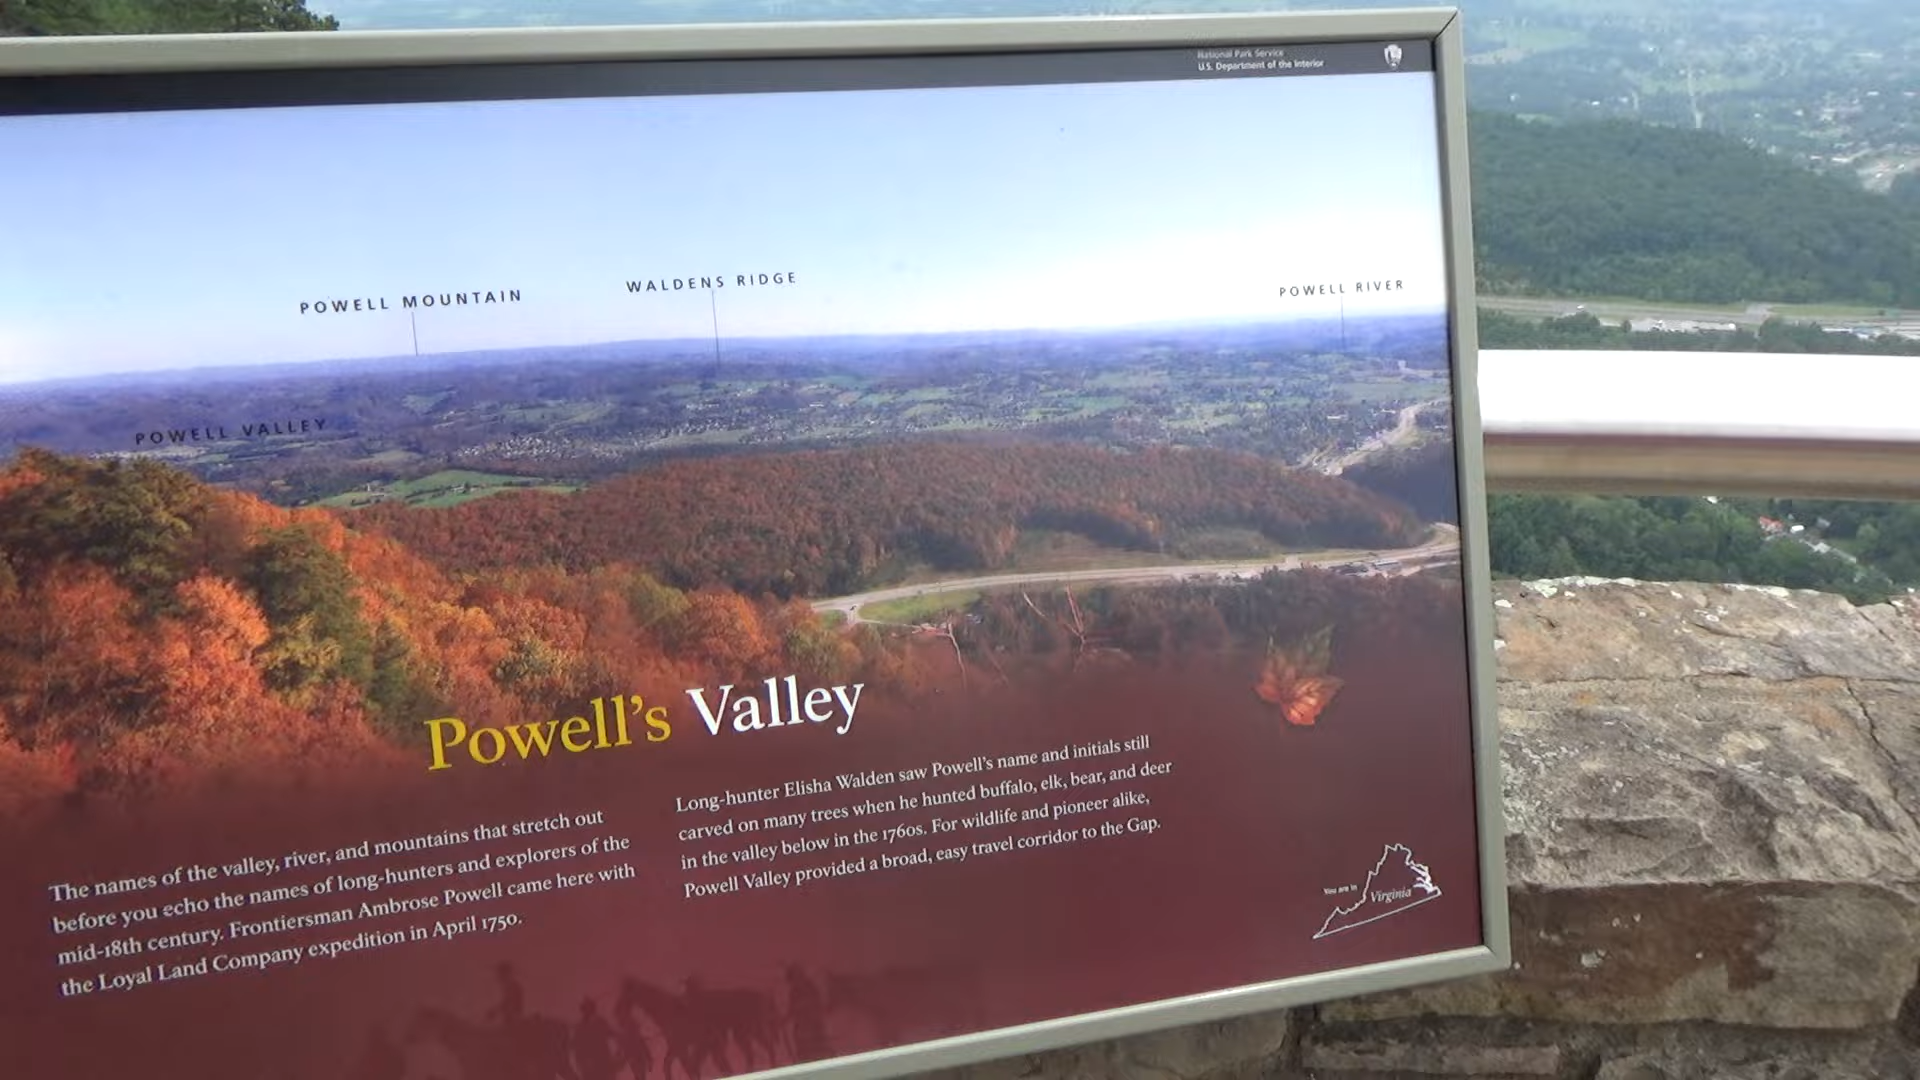 National Park Service
U.S. Department of the Interior
POWELL MOUNTAIN
WALDENS RIDGE
POWELL RIVER
POWELL VALLEY
Powell's Valley
The names of the valley, river, and mountains that stretch out
before you echo the names of long-hunters and explorers of the
mid-18th century. Frontiersman Ambrose Powell came here with
the Loyal Land Company expedition in April 1750.
Long-hunter Elisha Walden saw Powell's name and initials still
carved on many trees when he hunted buffalo, elk, bear, and deer
in the valley below in the 1760s. For wildlife and pioneer alike,
Powell Valley provided a broad, easy travel corridor to the Gap.
You are in
Virginia